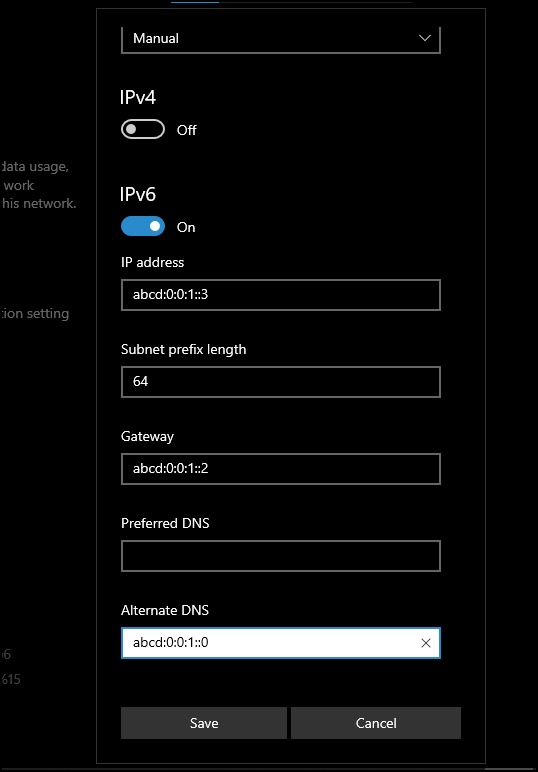 Manual
IPv4
Off
data usage,
work
his network.
IPv6
On
IP address
abcd:0:0:1::3
tion setting
Subnet prefix length
64
Gateway
abcd:0:0:1::2
Preferred DNS
Alternate DNS
abcd:0:0:1::0
615
Save
Cancel